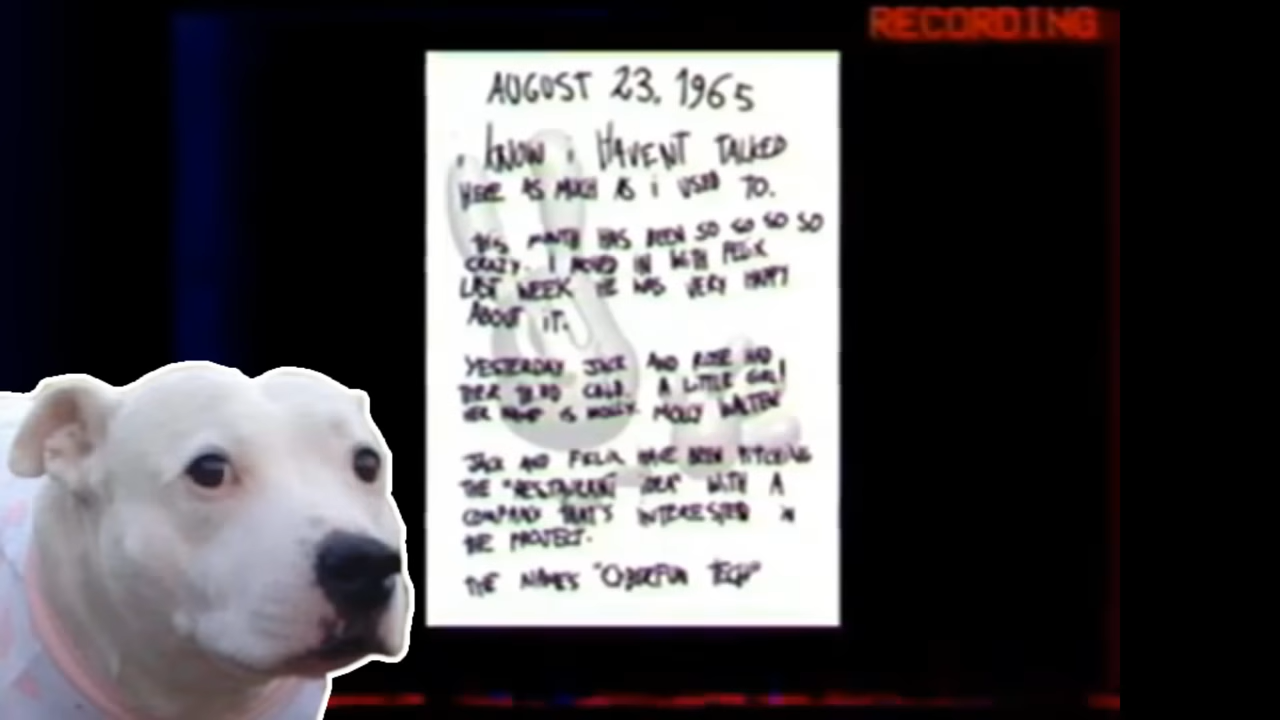 RECORDING
AUGUST 23, 1965
i KNOW i HAVENT TALKED
HERE AS MUCH AS i USED TO.
THIS MONTH HAS BEEN SO SO SO SO
CRAZY. I MOVED IN WITH FELIX
LAST WEEK HE WAS VERY HAPPY
ABOUT iT.
YESTERDAY JACK AND ROSE HAD
THEIR THIRD CHILD. A LITTLE GIRL!
HER NAME IS MOLLY. MOLLY WALTEN
JACK AND FELIX HAVE BEEN PITCHING
THE "RESTAURANT IDEA" WITH A
COMPANY THAT'S INTERESTED IN
THE PROJECT.
THE NAME'S "CYBERFUN TECH"